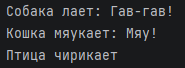 Собака лает: Гав-гав!
Кошка мяукает: Мяу!
Птица чирикает